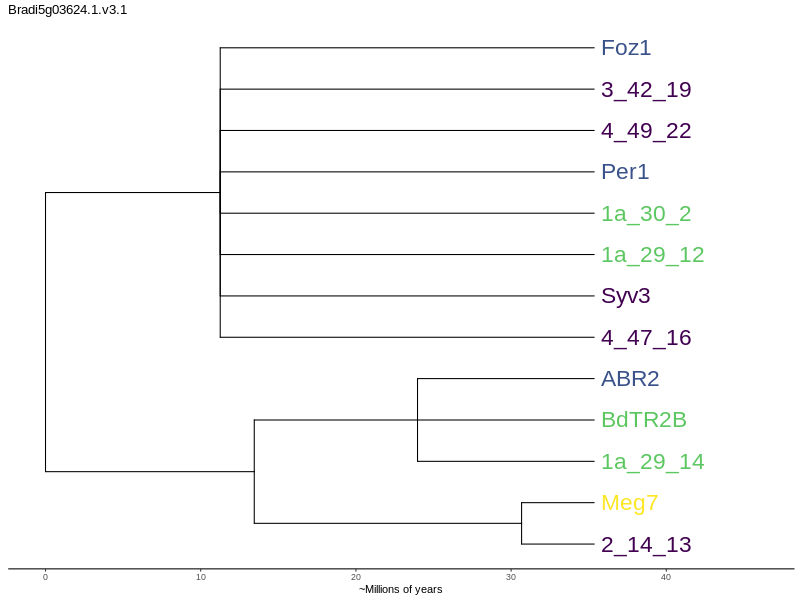 Bradi5g03624.1.v3.1
Foz1
3_42_19
4_49_22
Per1
1a_30_2
1a_29_12
Syv3
4_47_16
ABR2
BdTR2B
1a_29_14
Meg7
2_14_13
0 10 20 30 40
~Millions of years